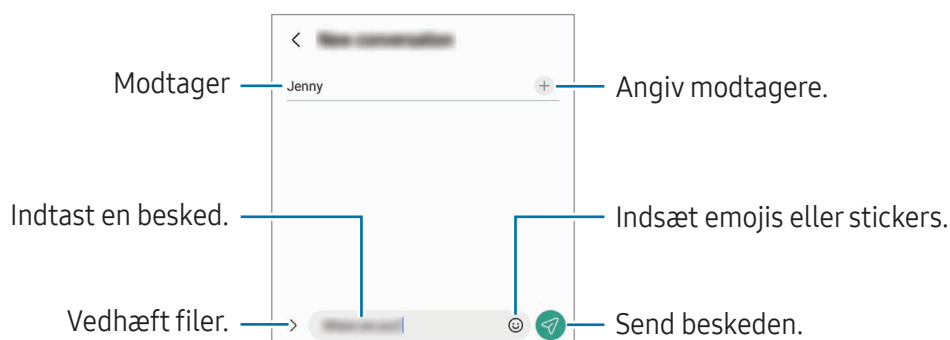 Modtager
Jenny
Angiv modtagere.
Indtast en besked.
Indsæt emojis eller stickers.
Vedhæft filer.
Send beskeden.